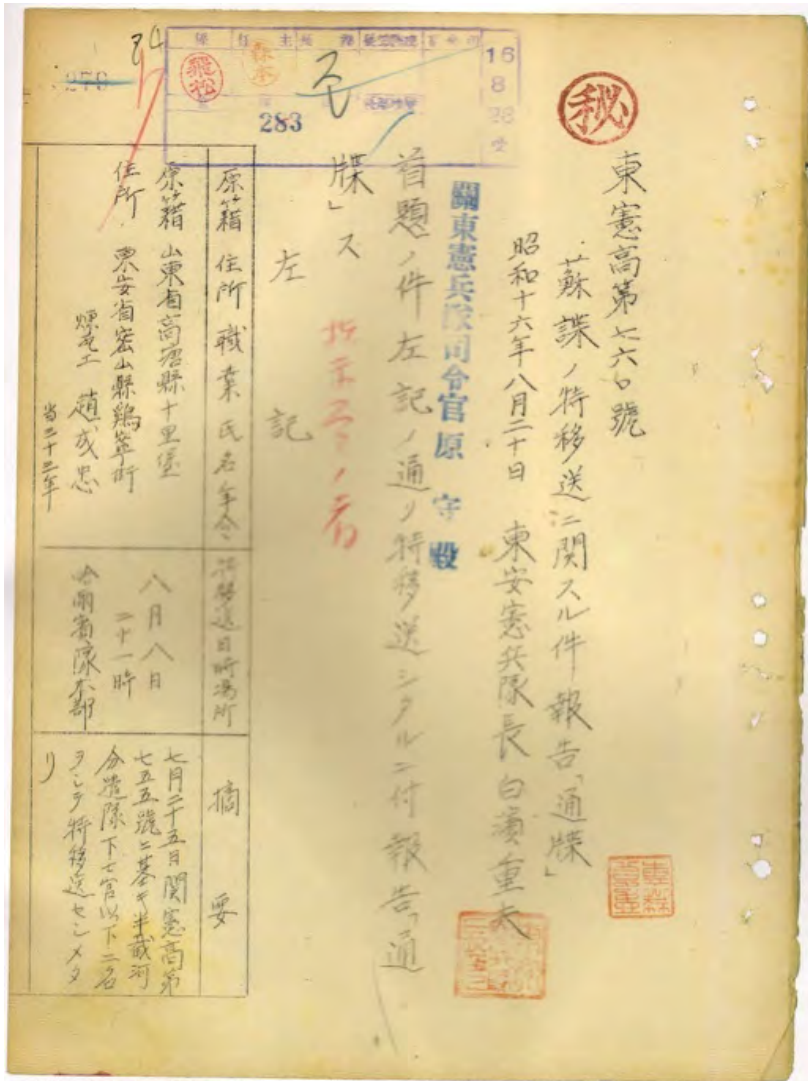 秘
東憲高第七六〇號
蘇諜ノ特移送ニ関スル件報告「通牒」
昭和十六年八月二十日 東安憲兵隊長白濱重夫
關東憲兵隊司令官原 守殿
首題ノ件左記ノ通リ特移送シタルニ付報告「通
牒」ス
左記
原籍 住所 職業 氏名 年令
特移送日時場所
摘要
原籍 山東省高唐縣十里堡
住所 東安省密山縣鶏寧街
煉瓦工 趙成忠
当二十三年
八月八日
二十一時
哈爾賓隊本部
七月二十五日関憲高第
七五五號ニ基キ半截河
分遣隊下士官以下二名
ヲシテ特移送セシメタ
リ
16
8
28
受
主任
283